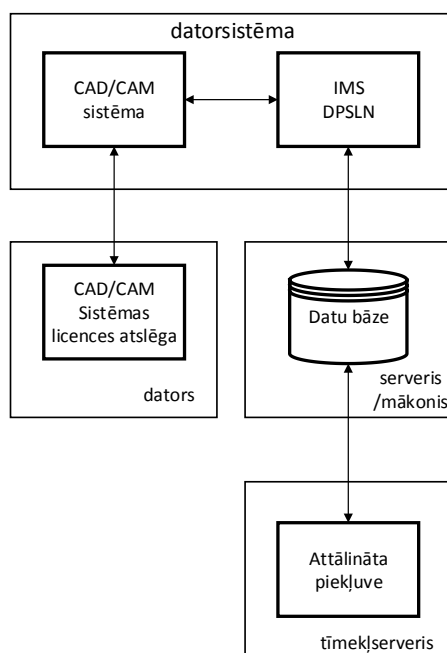 datorsistēma
CAD/CAM
sistēma
IMS
DPSLN
CAD/CAM
Sistēmas
licences atslēga
dators
Datu bāze
serveris
/mākonis
Attālināta
piekļuve
tīmekļserveris